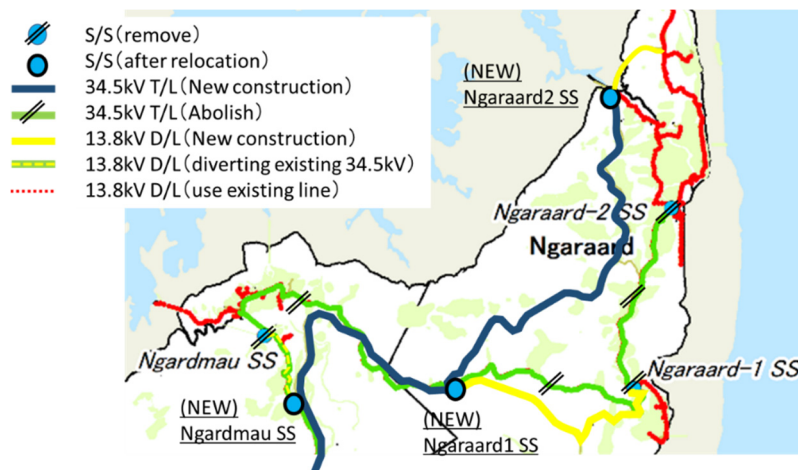 S/S(remove)
S/S(after relocation)
34.5kV T/L(New construction)
34.5kV T/L(Abolish)
13.8kV D/L(New construction)
13.8kV D/L(diverting existing 34.5kV)
13.8kV D/L(use existing line)
(NEW)
Ngaraard2 SS
Ngaraard-2 SS
Ngaraard
Ngardmau SS
Ngaraard-1 SS
(NEW)
Ngardmau SS
(NEW)
Ngaraard1 SS